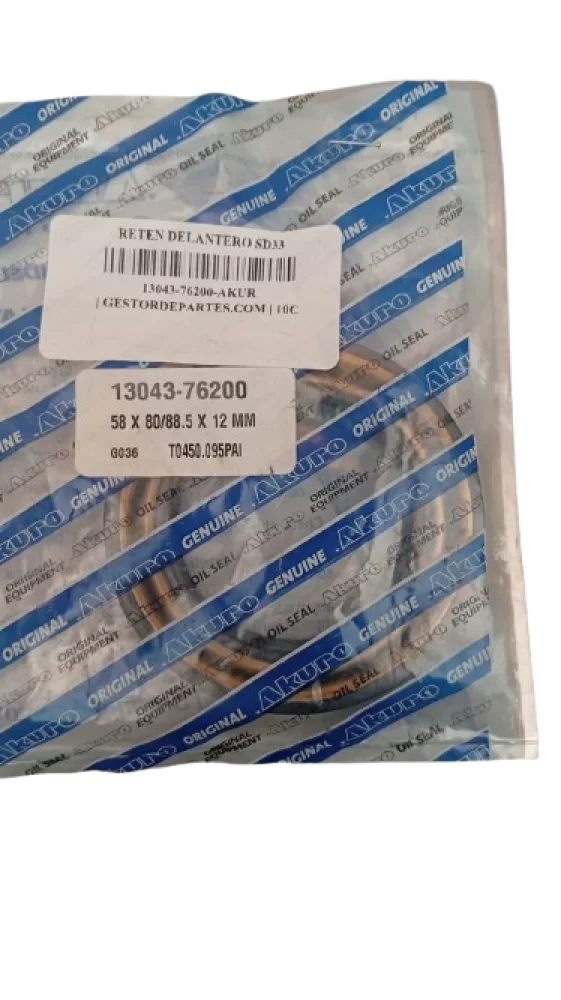 RETEN DELANTERO SD33
13043-76200-AKUR
| GESTORDEPARTES.COM | 10C
13043-76200
58 X 80/88.5 X 12 MM
G036 T0450.095PAI
AKURO ORIGINAL
ORIGINAL EQUIPMENT
OIL SEAL
GENUINE